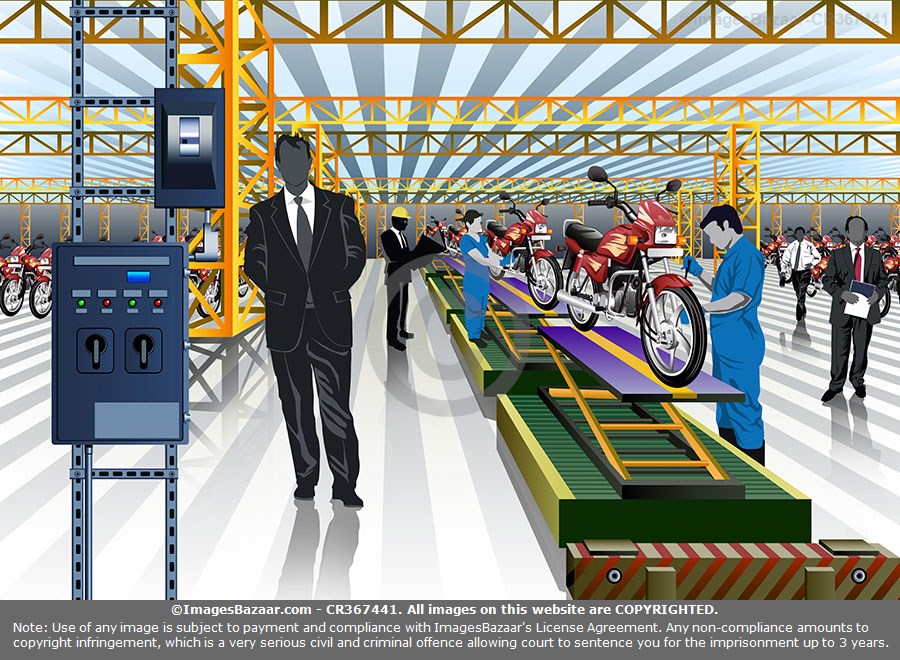 ©ImagesBazaar-CR367441
©ImagesBazaar.com - CR367441. All images on this website are COPYRIGHTED.
Note: Use of any image is subject to payment and compliance with ImagesBazaar's License Agreement. Any non-compliance amounts to
copyright infringement, which is a very serious civil and criminal offence allowing court to sentence you for the imprisonment up to 3 years.